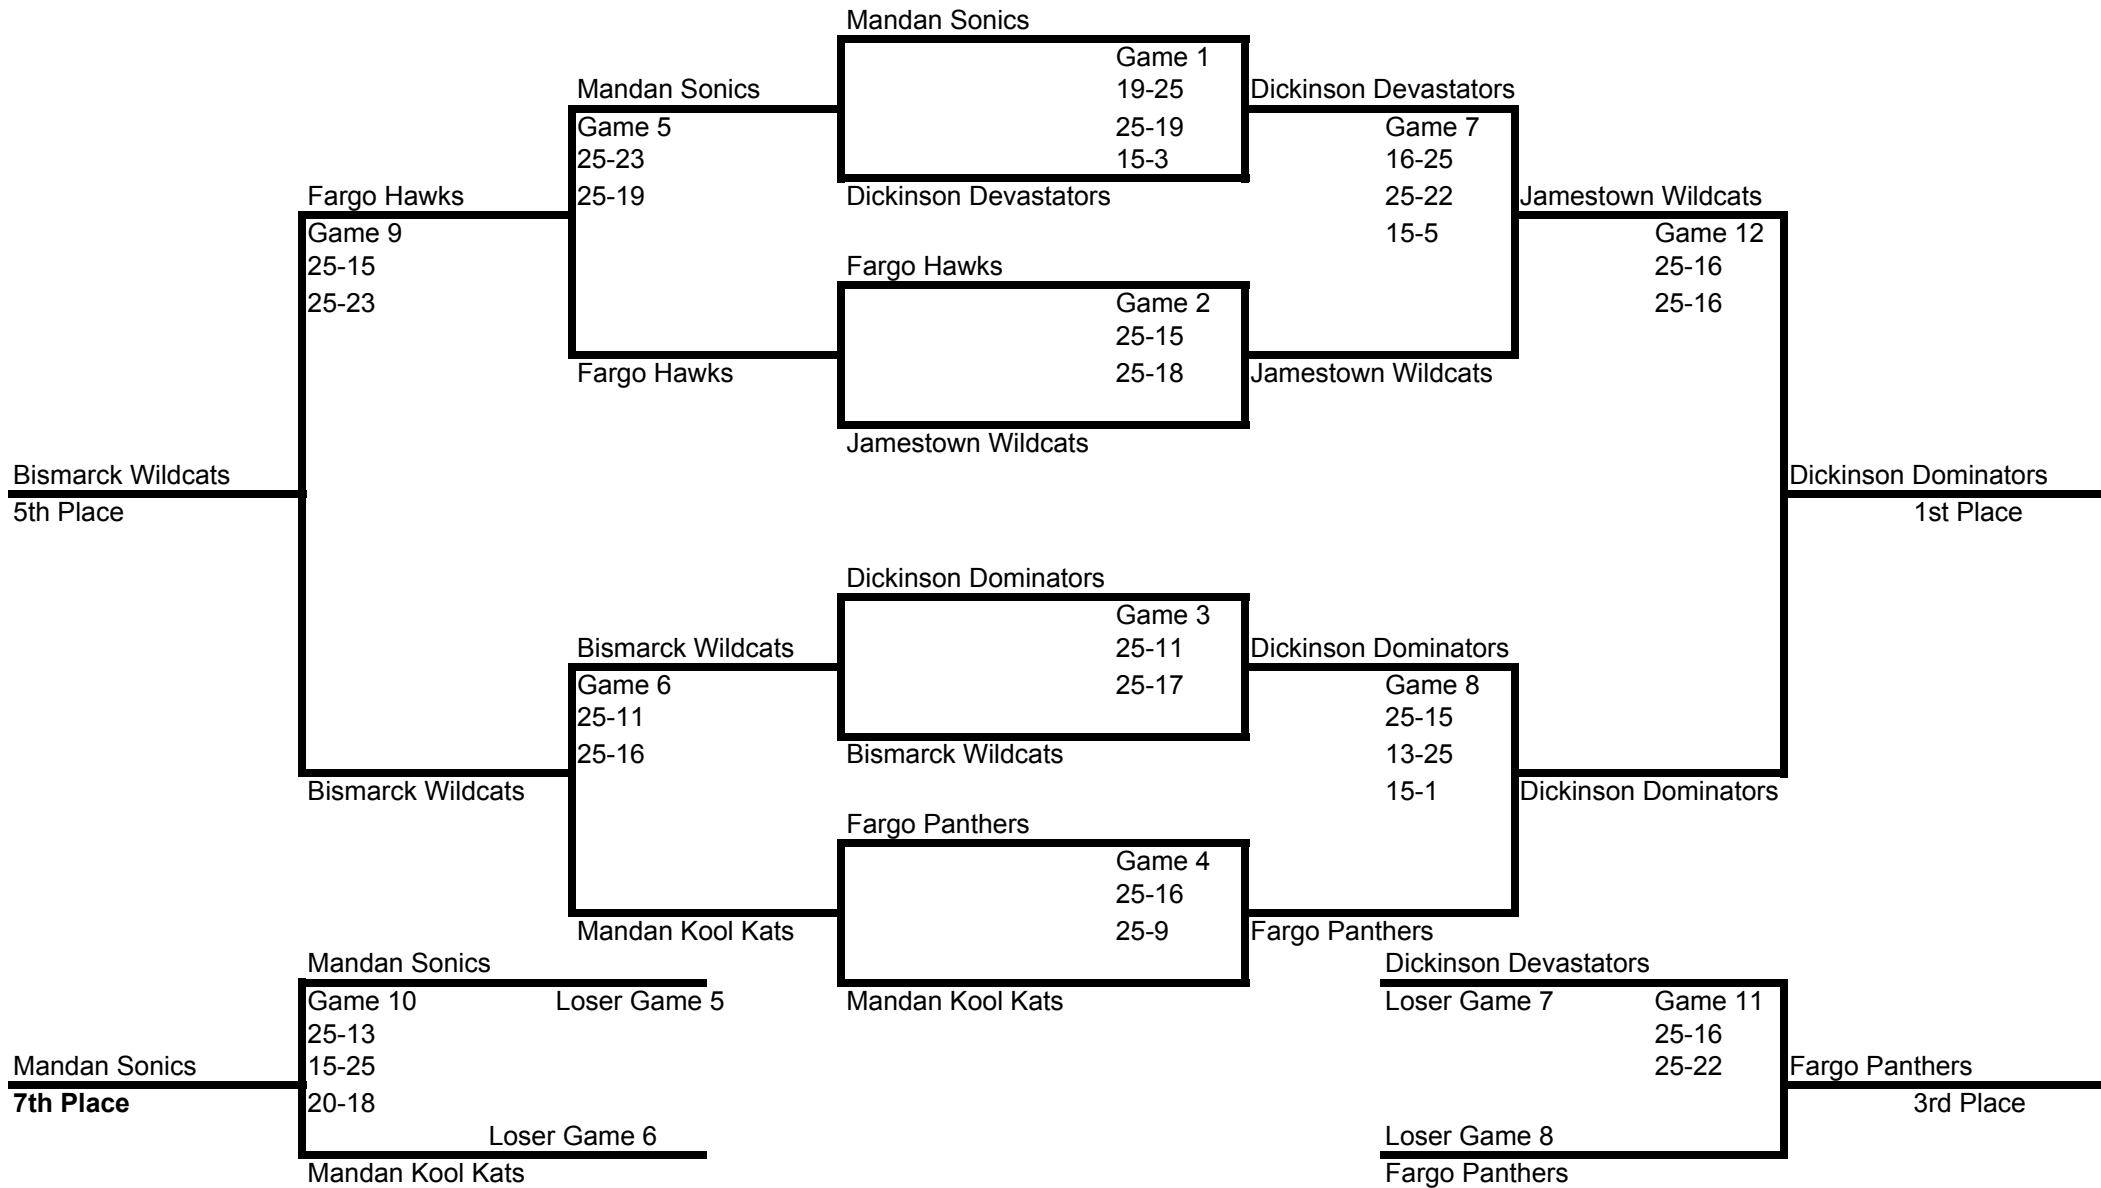 Mandan Sonics
Game 1
Mandan Sonics
19-25
Dickinson Devastators
Game 5
25-19
Game 7
25-23
15-3
16-25
Fargo Hawks
25-19
Dickinson Devastators
25-22
Jamestown Wildcats
Game 9
15-5
Game 12
25-15
Fargo Hawks
25-16
25-23
Game 2
25-16
25-15
Fargo Hawks
25-18
Jamestown Wildcats
Jamestown Wildcats
Bismarck Wildcats
Dickinson Dominators
5th Place
1st Place
Dickinson Dominators
Game 3
Bismarck Wildcats
25-11
Dickinson Dominators
Game 6
25-17
Game 8
25-11
25-15
25-16
Bismarck Wildcats
13-25
Bismarck Wildcats
15-1
Dickinson Dominators
Fargo Panthers
Game 4
25-16
Mandan Kool Kats
25-9
Fargo Panthers
Mandan Sonics
Dickinson Devastators
Game 10
Loser Game 5
Mandan Kool Kats
Loser Game 7
Game 11
25-13
25-16
Mandan Sonics
15-25
25-22
Fargo Panthers
7th Place
20-18
3rd Place
Loser Game 6
Loser Game 8
Mandan Kool Kats
Fargo Panthers